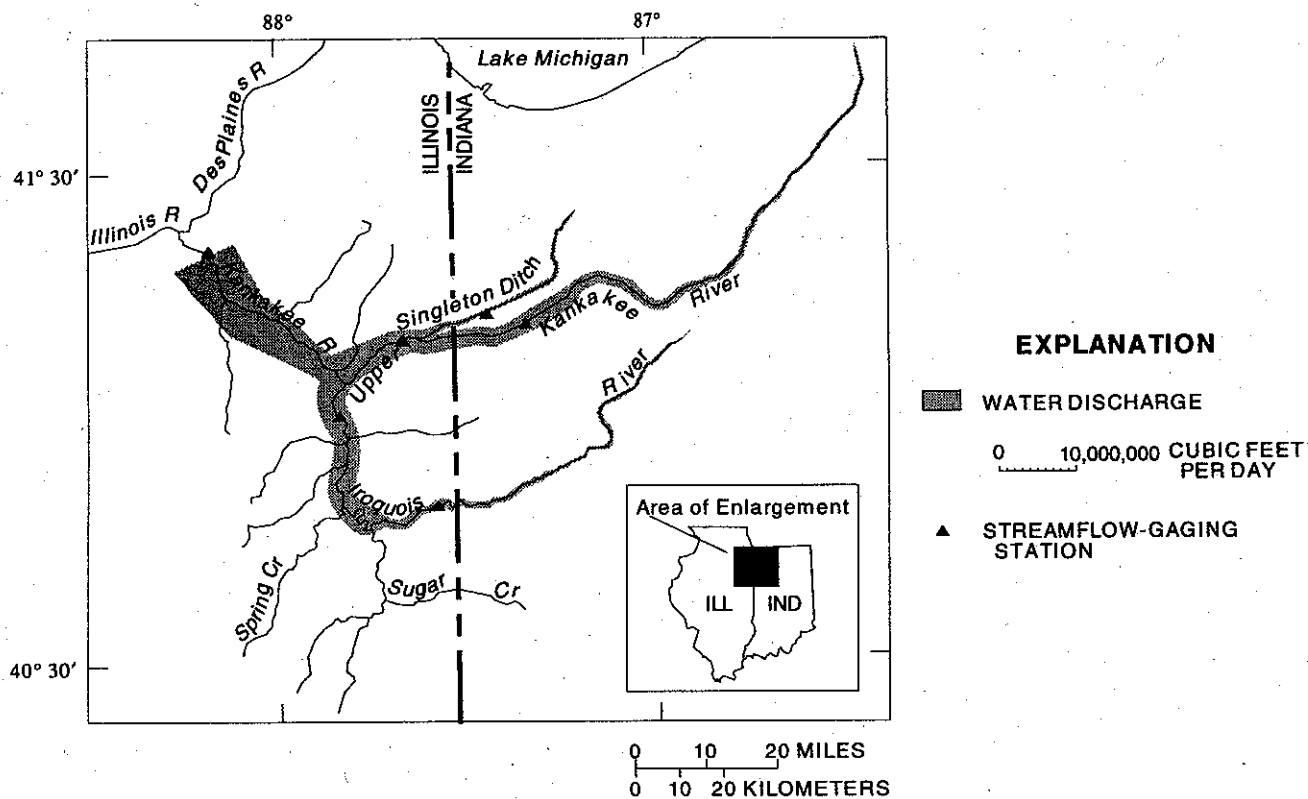 88°
87°
Lake Michigan
DesPlaines R
ILLINOIS
INDIANA
41° 30'
Illinois R
Kankakee R
Singleton Ditch
Upper Kankakee River
River
Iroquois
Spring Cr
Sugar Cr
40° 30'
Area of Enlargement
ILL IND
0 10 20 MILES
0 10 20 KILOMETERS
EXPLANATION
WATER DISCHARGE
0 10,000,000 CUBIC FEET
PER DAY
STREAMFLOW-GAGING
STATION